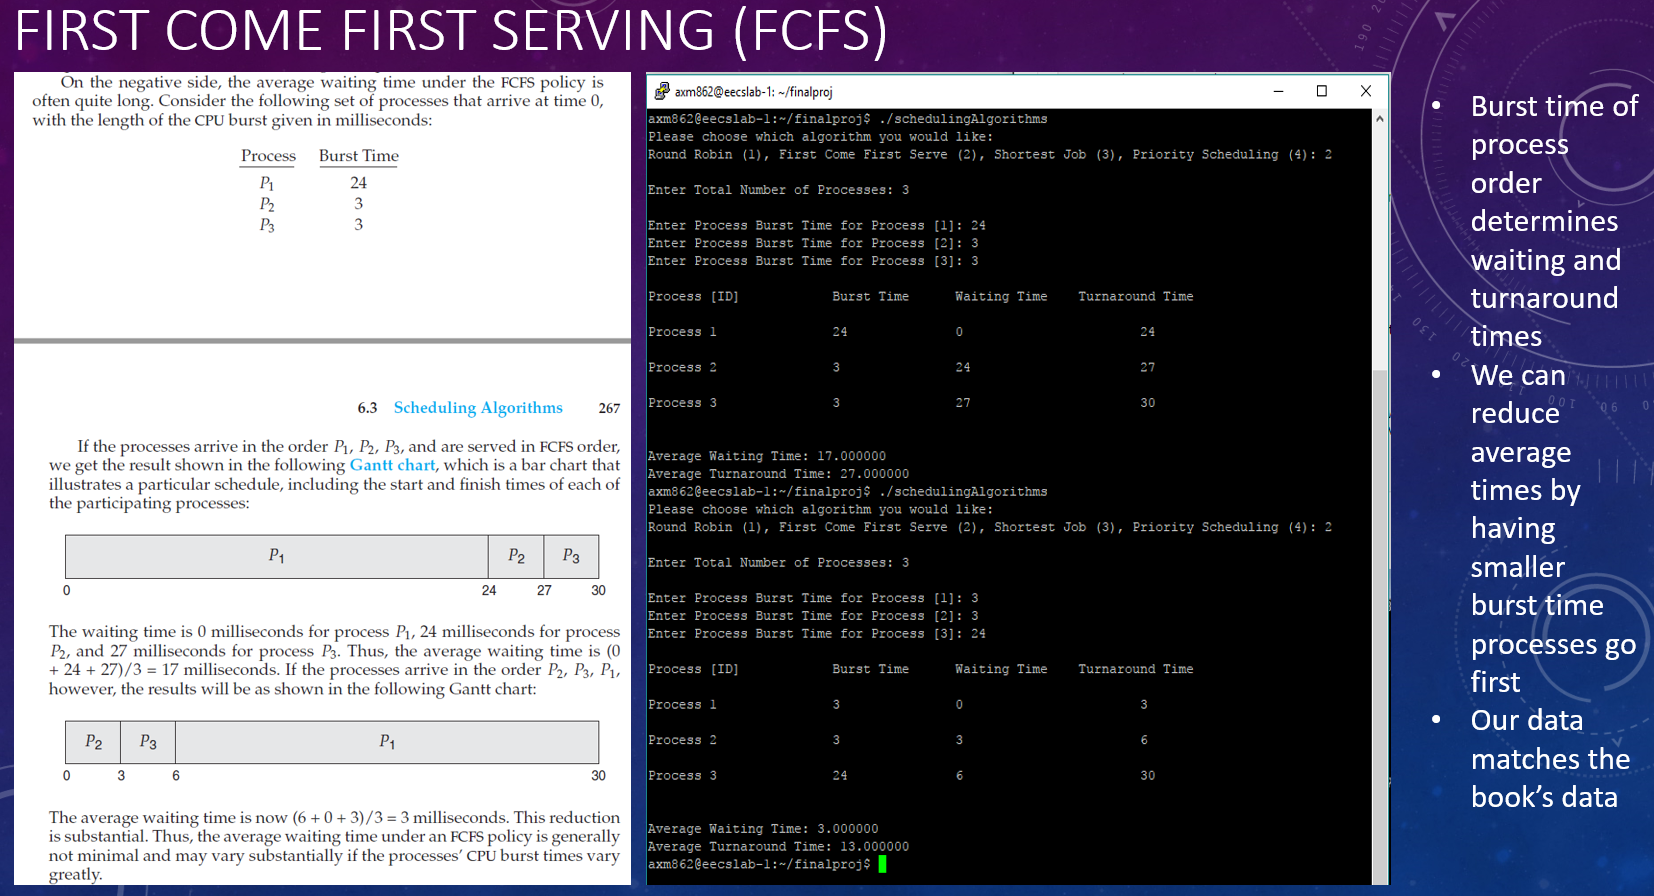 FIRST COME FIRST SERVING (FCFS)
On the negative side, the average waiting time under the FCFS policy is
often quite long. Consider the following set of processes that arrive at time 0,
with the length of the CPU burst given in milliseconds:
Process Burst Time
P1 24
P2 3
P3 3
6.3 Scheduling Algorithms 267
If the processes arrive in the order P1, P2, P3, and are served in FCFS order,
we get the result shown in the following Gantt chart, which is a bar chart that
illustrates a particular schedule, including the start and finish times of each of
the participating processes:
P1 P2 P3
0 24 27 30
The waiting time is 0 milliseconds for process P1, 24 milliseconds for process
P2, and 27 milliseconds for process P3. Thus, the average waiting time is (0
+ 24 + 27)/3 = 17 milliseconds. If the processes arrive in the order P2, P3, P1,
however, the results will be as shown in the following Gantt chart:
P2 P3 P1
0 3 6 30
The average waiting time is now (6 + 0 + 3)/3 = 3 milliseconds. This reduction
is substantial. Thus, the average waiting time under an FCFS policy is generally
not minimal and may vary substantially if the processes' CPU burst times vary
greatly.
axm862@eecslab-1: ~/finalproj
axm862@eecslab-1:~/finalproj$ ./schedulingAlgorithms
Please choose which algorithm you would like:
Round Robin (1), First Come First Serve (2), Shortest Job (3), Priority Scheduling (4): 2
Enter Total Number of Processes: 3
Enter Process Burst Time for Process [1]: 24
Enter Process Burst Time for Process [2]: 3
Enter Process Burst Time for Process [3]: 3
Process [ID] Burst Time Waiting Time Turnaround Time
Process 1 24 0 24
Process 2 3 24 27
Process 3 3 27 30
Average Waiting Time: 17.000000
Average Turnaround Time: 27.000000
axm862@eecslab-1:~/finalproj$ ./schedulingAlgorithms
Please choose which algorithm you would like:
Round Robin (1), First Come First Serve (2), Shortest Job (3), Priority Scheduling (4): 2
Enter Total Number of Processes: 3
Enter Process Burst Time for Process [1]: 3
Enter Process Burst Time for Process [2]: 3
Enter Process Burst Time for Process [3]: 24
Process [ID] Burst Time Waiting Time Turnaround Time
Process 1 3 0 3
Process 2 3 3 6
Process 3 24 6 30
Average Waiting Time: 3.000000
Average Turnaround Time: 13.000000
axm862@eecslab-1:~/finalproj$
• Burst time of
process
order
determines
waiting and
turnaround
times
• We can
reduce
average
times by
having
smaller
burst time
processes go
first
• Our data
matches the
book's data